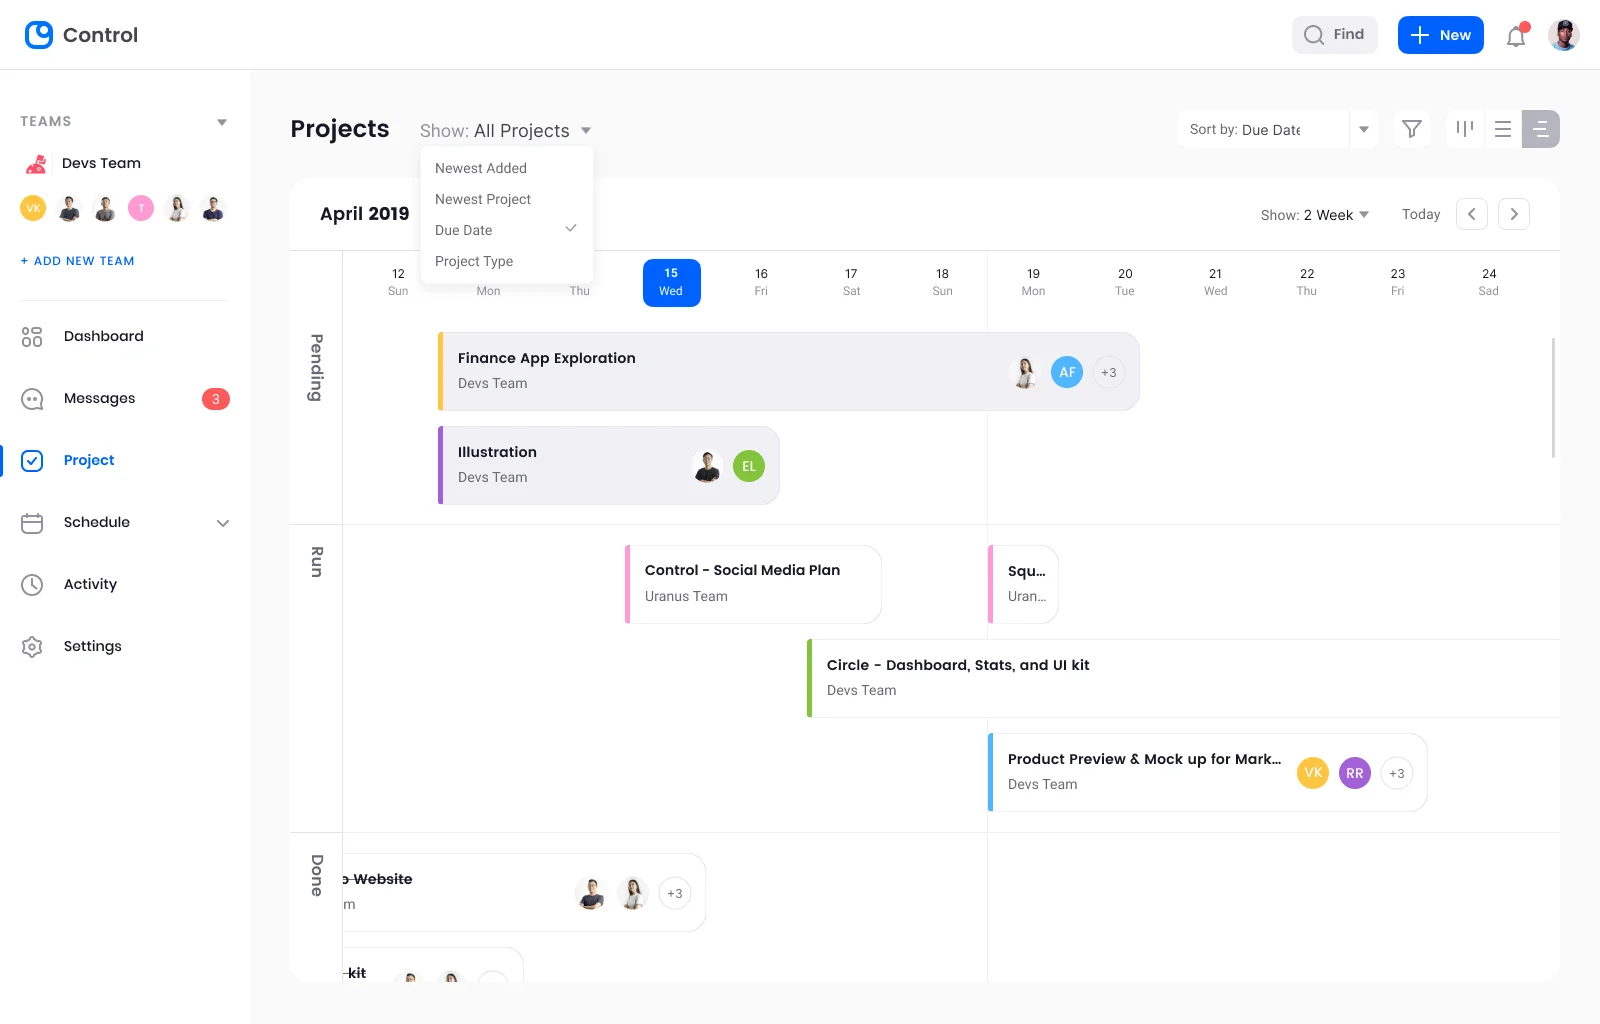 Control
Find
New
TEAMS
Devs Team
VK
T
+ ADD NEW TEAM
Dashboard
Messages
3
Project
Schedule
Activity
Settings
Projects
Show: All Projects
Newest Added
Newest Project
Due Date
Project Type
Sort by: Due Date
April 2019
Show: 2 Week
Today
12
Sun
Mon
Thu
15
Wed
16
Fri
17
Sat
18
Sun
19
Mon
20
Tue
21
Wed
22
Thu
23
Fri
24
Sad
Pending
Finance App Exploration
Devs Team
AF
+3
Illustration
Devs Team
EL
Run
Control - Social Media Plan
Uranus Team
Squ...
Uran...
Circle - Dashboard, Stats, and UI kit
Devs Team
Product Preview & Mock up for Mark...
Devs Team
VK
RR
+3
Done
o Website
m
+3
kit